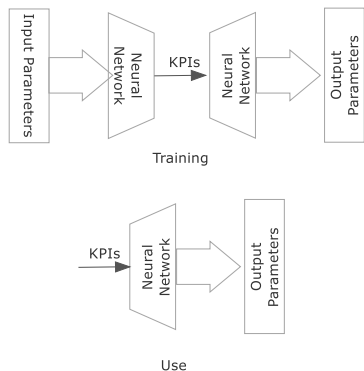 Input Parameters
Neural
Network
KPIs
Neural
Network
Output
Parameters
Training
KPIs
Neural
Network
Output
Parameters
Use